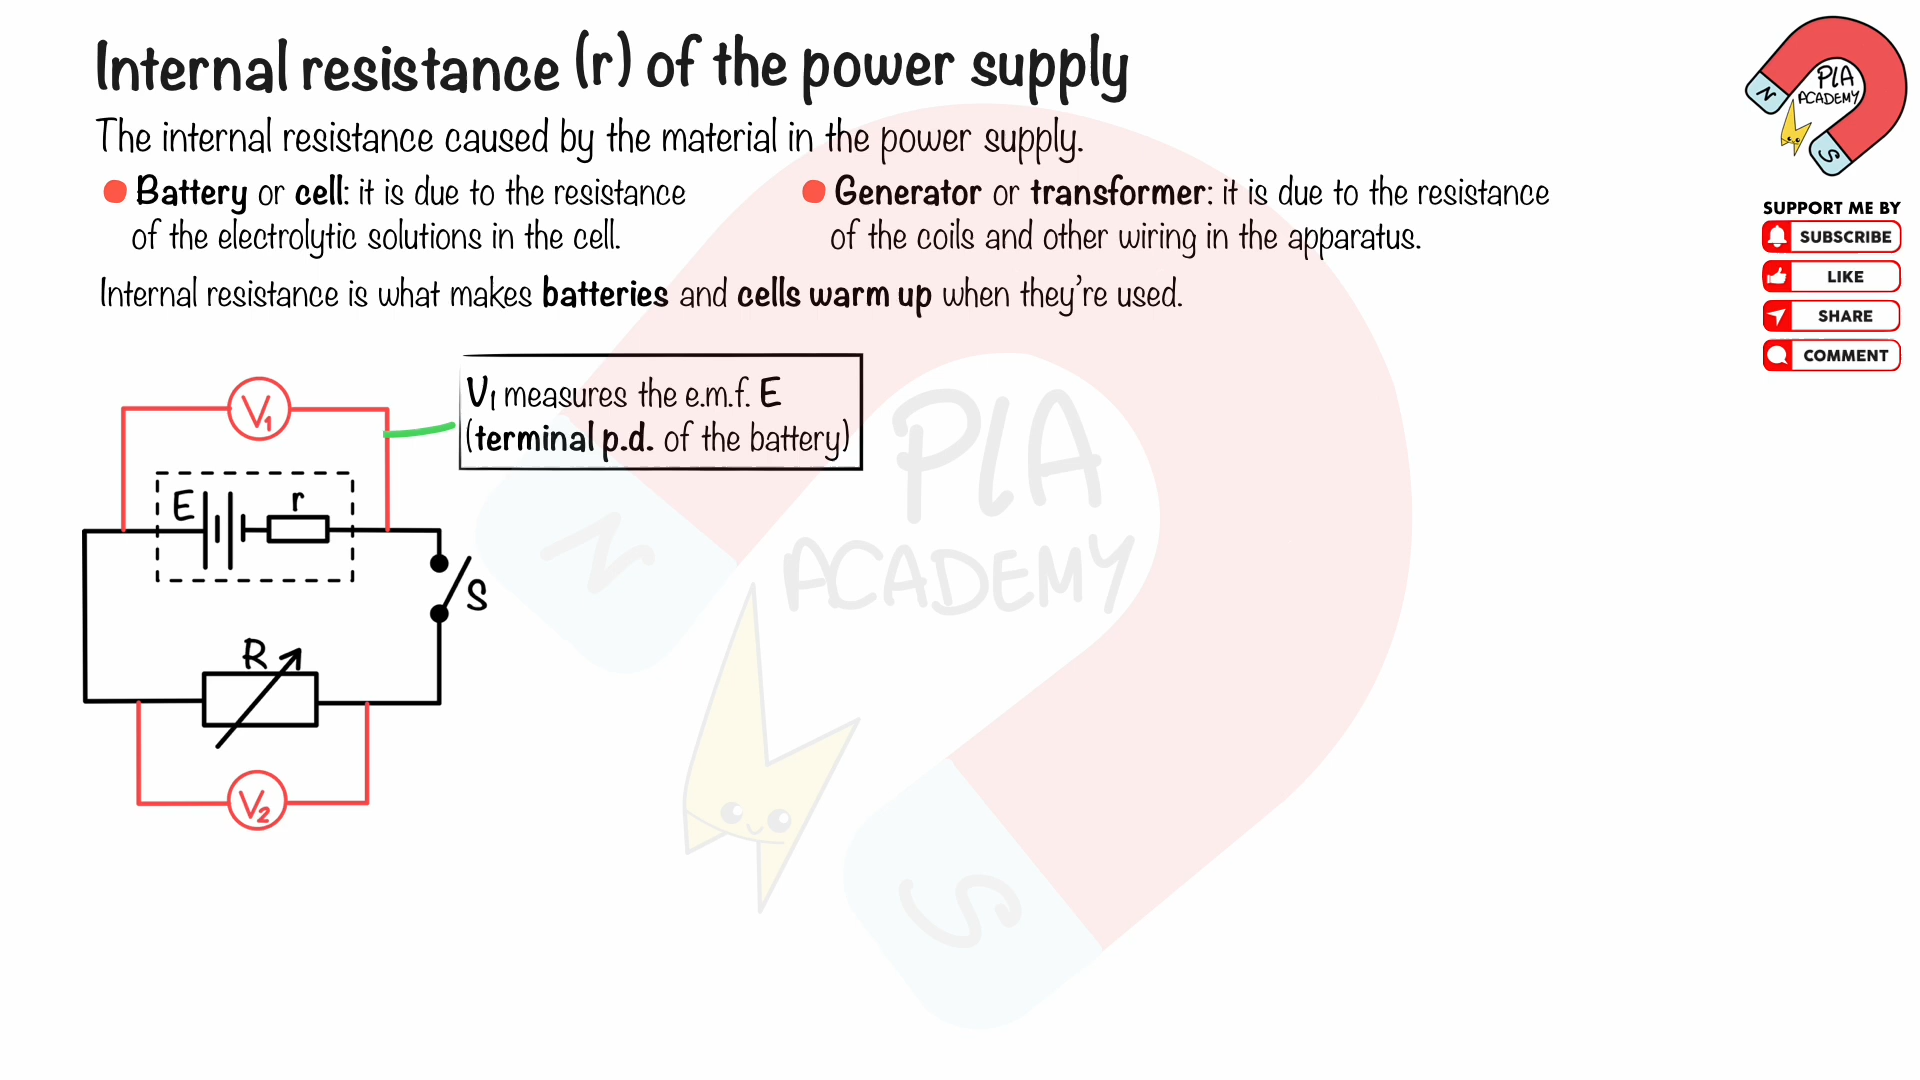 Internal resistance (r) of the power supply
The internal resistance caused by the material in the power supply.
Battery or cell: it is due to the resistance
of the electrolytic solutions in the cell.
Generator or transformer: it is due to the resistance
of the coils and other wiring in the apparatus.
Internal resistance is what makes batteries and cells warm up when they're used.
V1 measures the e.m.f. E
(terminal p.d. of the battery)
V1
E
r
S
R
V2
PLA
ACADEMY
N
S
SUPPORT ME BY
SUBSCRIBE
LIKE
SHARE
COMMENT
PLA
ACADEMY
N
S